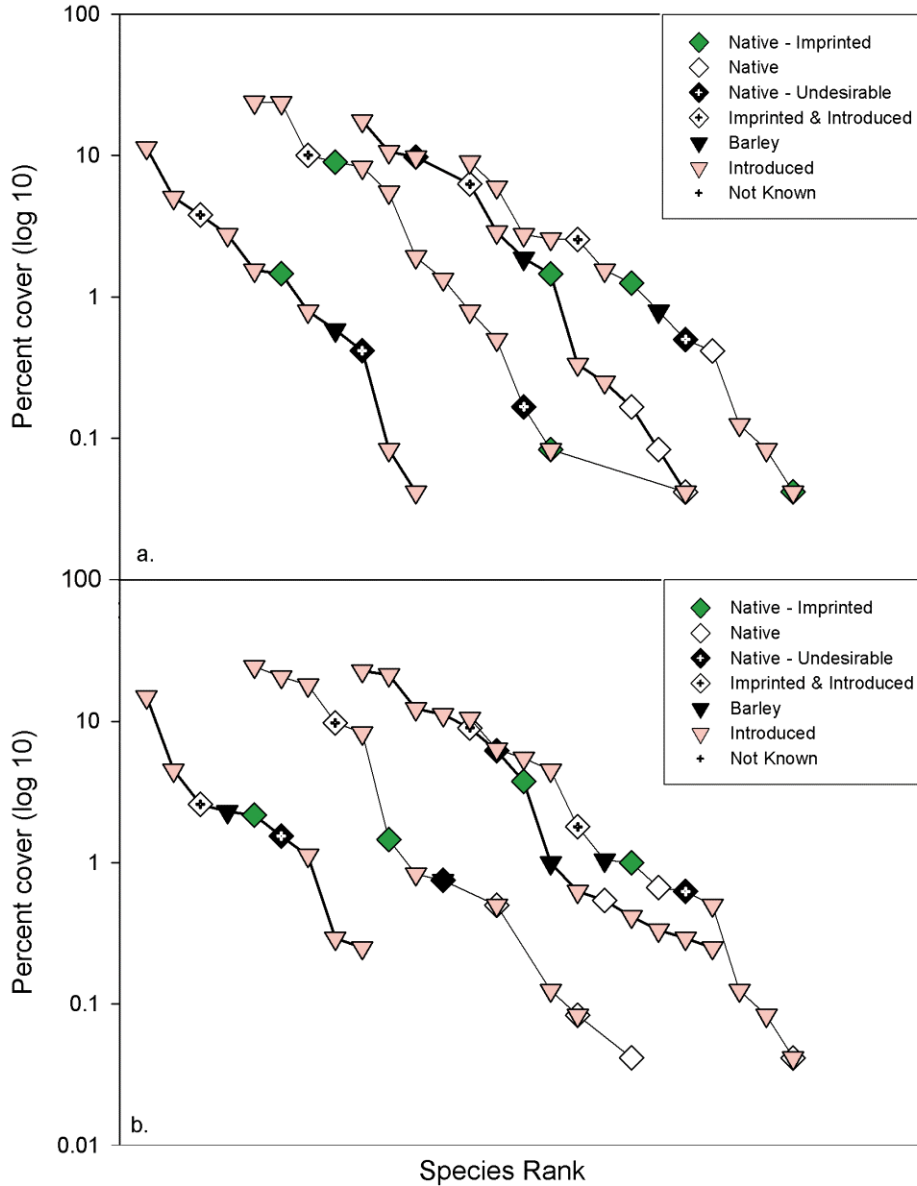 100
10
1
0.1
Percent cover (log 10)
Native - Imprinted
Native
Native - Undesirable
Imprinted & Introduced
Barley
Introduced
Not Known
a.
100
10
1
0.1
0.01
Percent cover (log 10)
Native - Imprinted
Native
Native - Undesirable
Imprinted & Introduced
Barley
Introduced
Not Known
b.
Species Rank